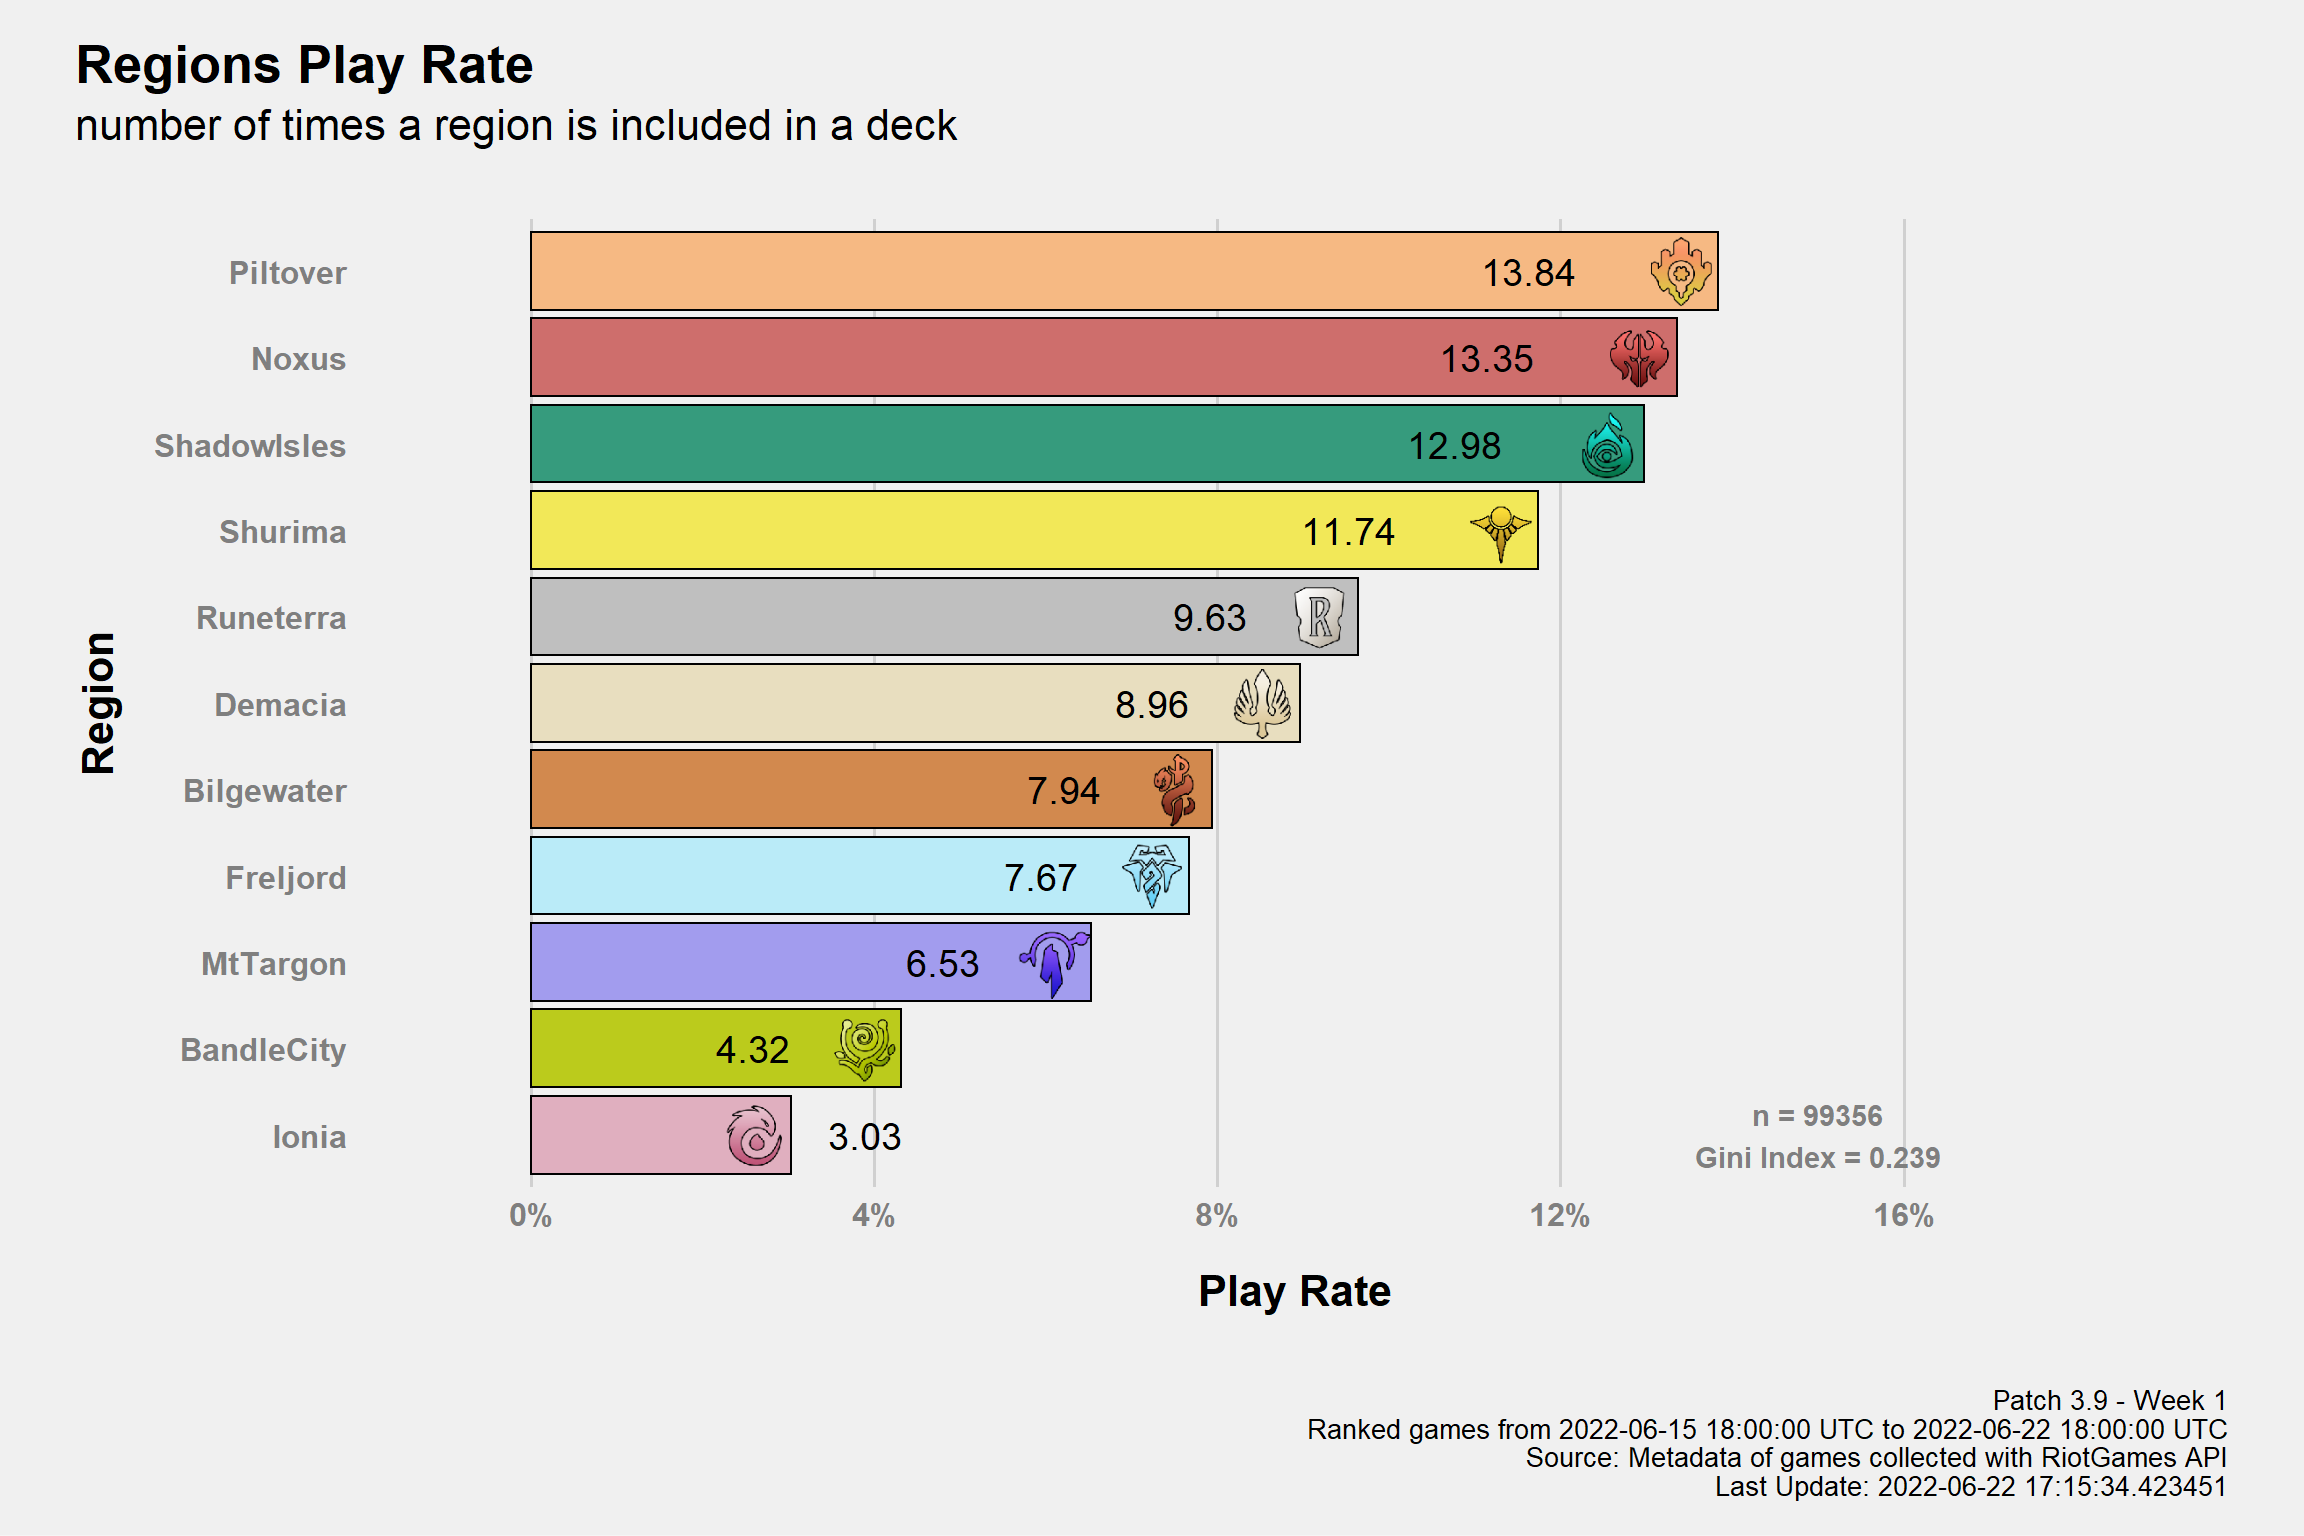 Regions Play Rate
number of times a region is included in a deck
Region
Piltover 13.84
Noxus 13.35
ShadowIsles 12.98
Shurima 11.74
Runeterra 9.63 R
Demacia 8.96
Bilgewater 7.94
Freljord 7.67
MtTargon 6.53
BandleCity 4.32
Ionia 3.03
n = 99356
Gini Index = 0.239
0% 4% 8% 12% 16%
Play Rate
Patch 3.9 - Week 1
Ranked games from 2022-06-15 18:00:00 UTC to 2022-06-22 18:00:00 UTC
Source: Metadata of games collected with RiotGames API
Last Update: 2022-06-22 17:15:34.423451